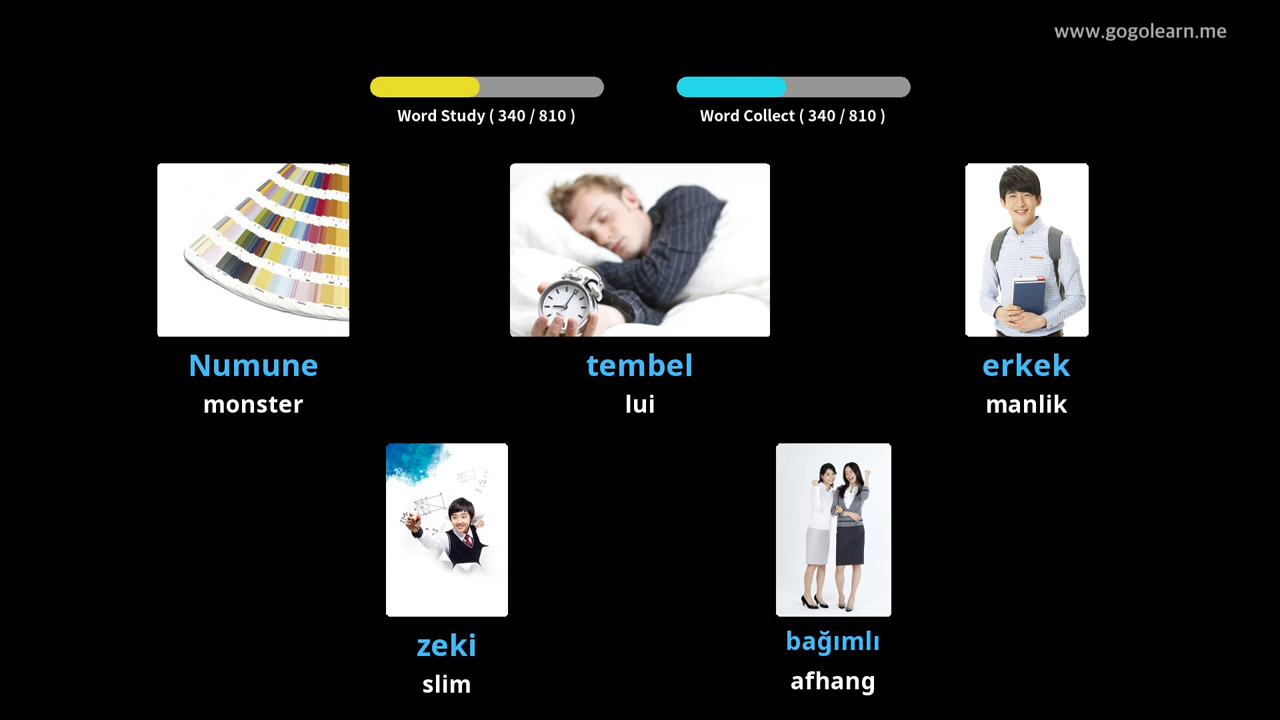 www.gogolearn.me
Word Study ( 340 / 810 )
Word Collect ( 340 / 810 )
Numune
monster
tembel
lui
erkek
manlik
zeki
slim
bağımlı
afhang